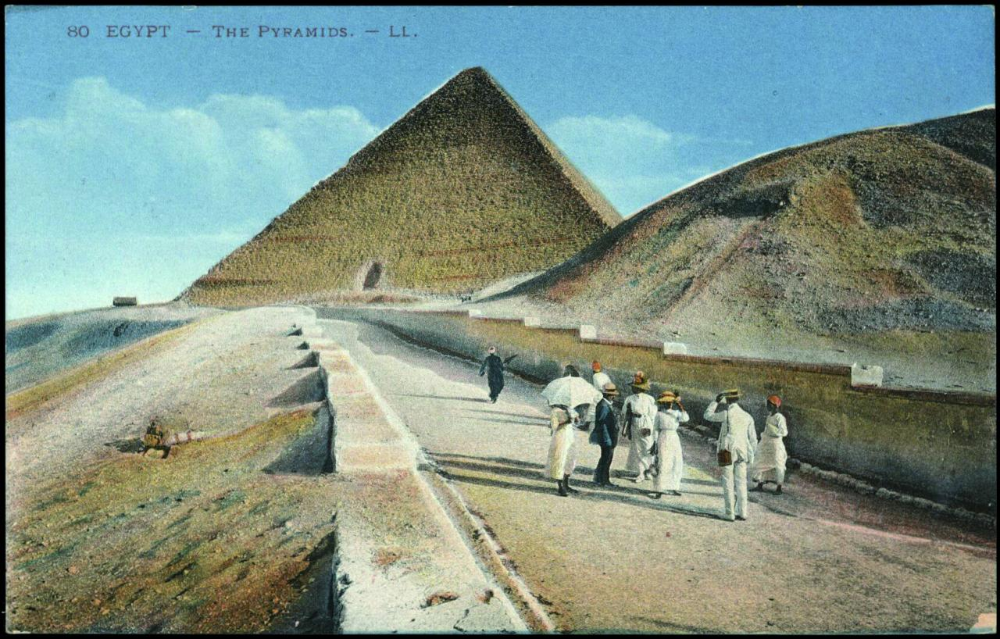 80 EGYPT — The Pyramids. — LL.